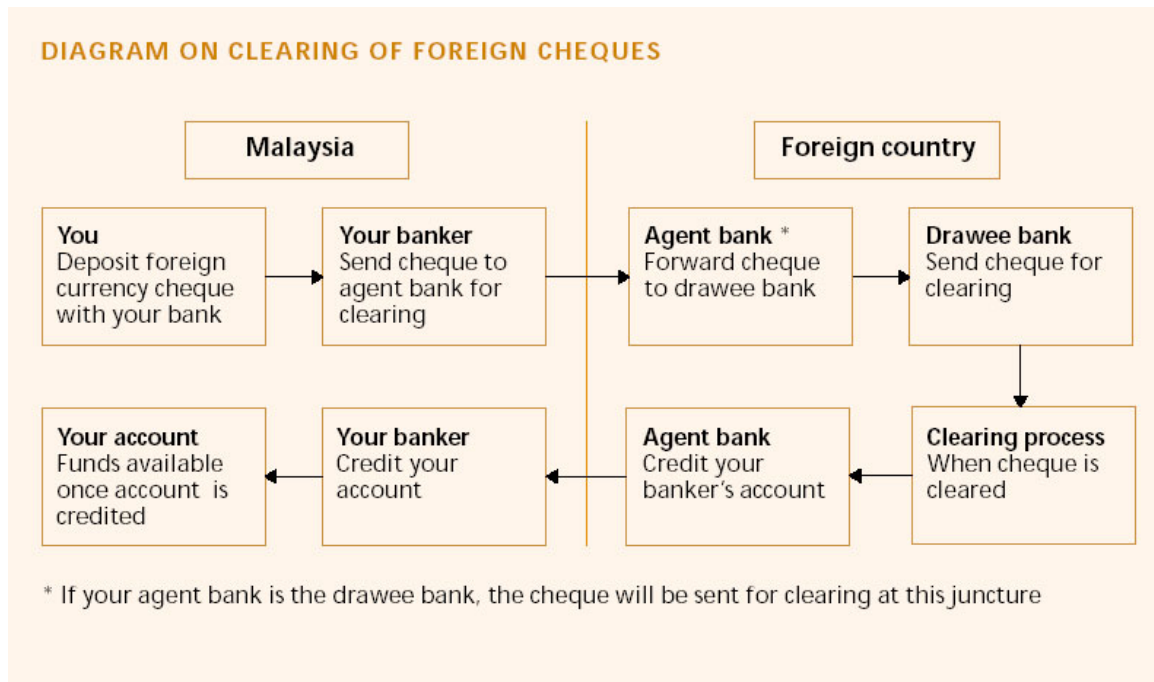 DIAGRAM ON CLEARING OF FOREIGN CHEQUES
Malaysia
Foreign country
You
Deposit foreign
currency cheque
with your bank
Your banker
Send cheque to
agent bank for
clearing
Agent bank *
Forward cheque
to drawee bank
Drawee bank
Send cheque for
clearing
Your account
Funds available
once account is
credited
Your banker
Credit your
account
Agent bank
Credit your
banker's account
Clearing process
When cheque is
cleared
* If your agent bank is the drawee bank, the cheque will be sent for clearing at this juncture